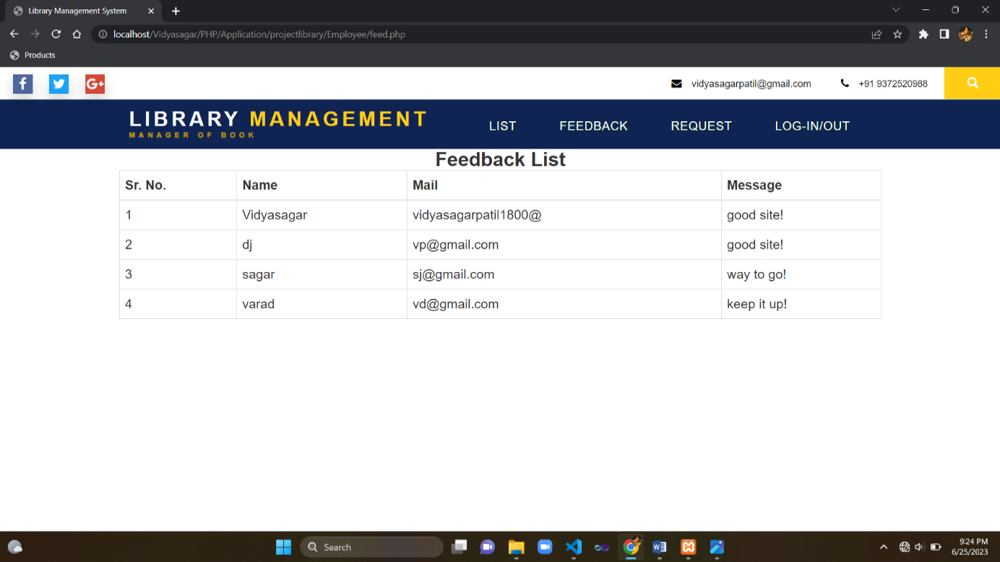 Library Management System
localhost/Vidyasagar/PHP/Application/projectlibrary/Employee/feed.php
Products
f G+ vidyasagarpatil@gmail.com +91 9372520988
LIBRARY MANAGEMENT
MANAGER OF BOOK
LIST FEEDBACK REQUEST LOG-IN/OUT
Feedback List
Sr. No. Name Mail Message
1 Vidyasagar vidyasagarpatil1800@ good site!
2 dj vp@gmail.com good site!
3 sagar sj@gmail.com way to go!
4 varad vd@gmail.com keep it up!
Search
9:24 PM
6/25/2023